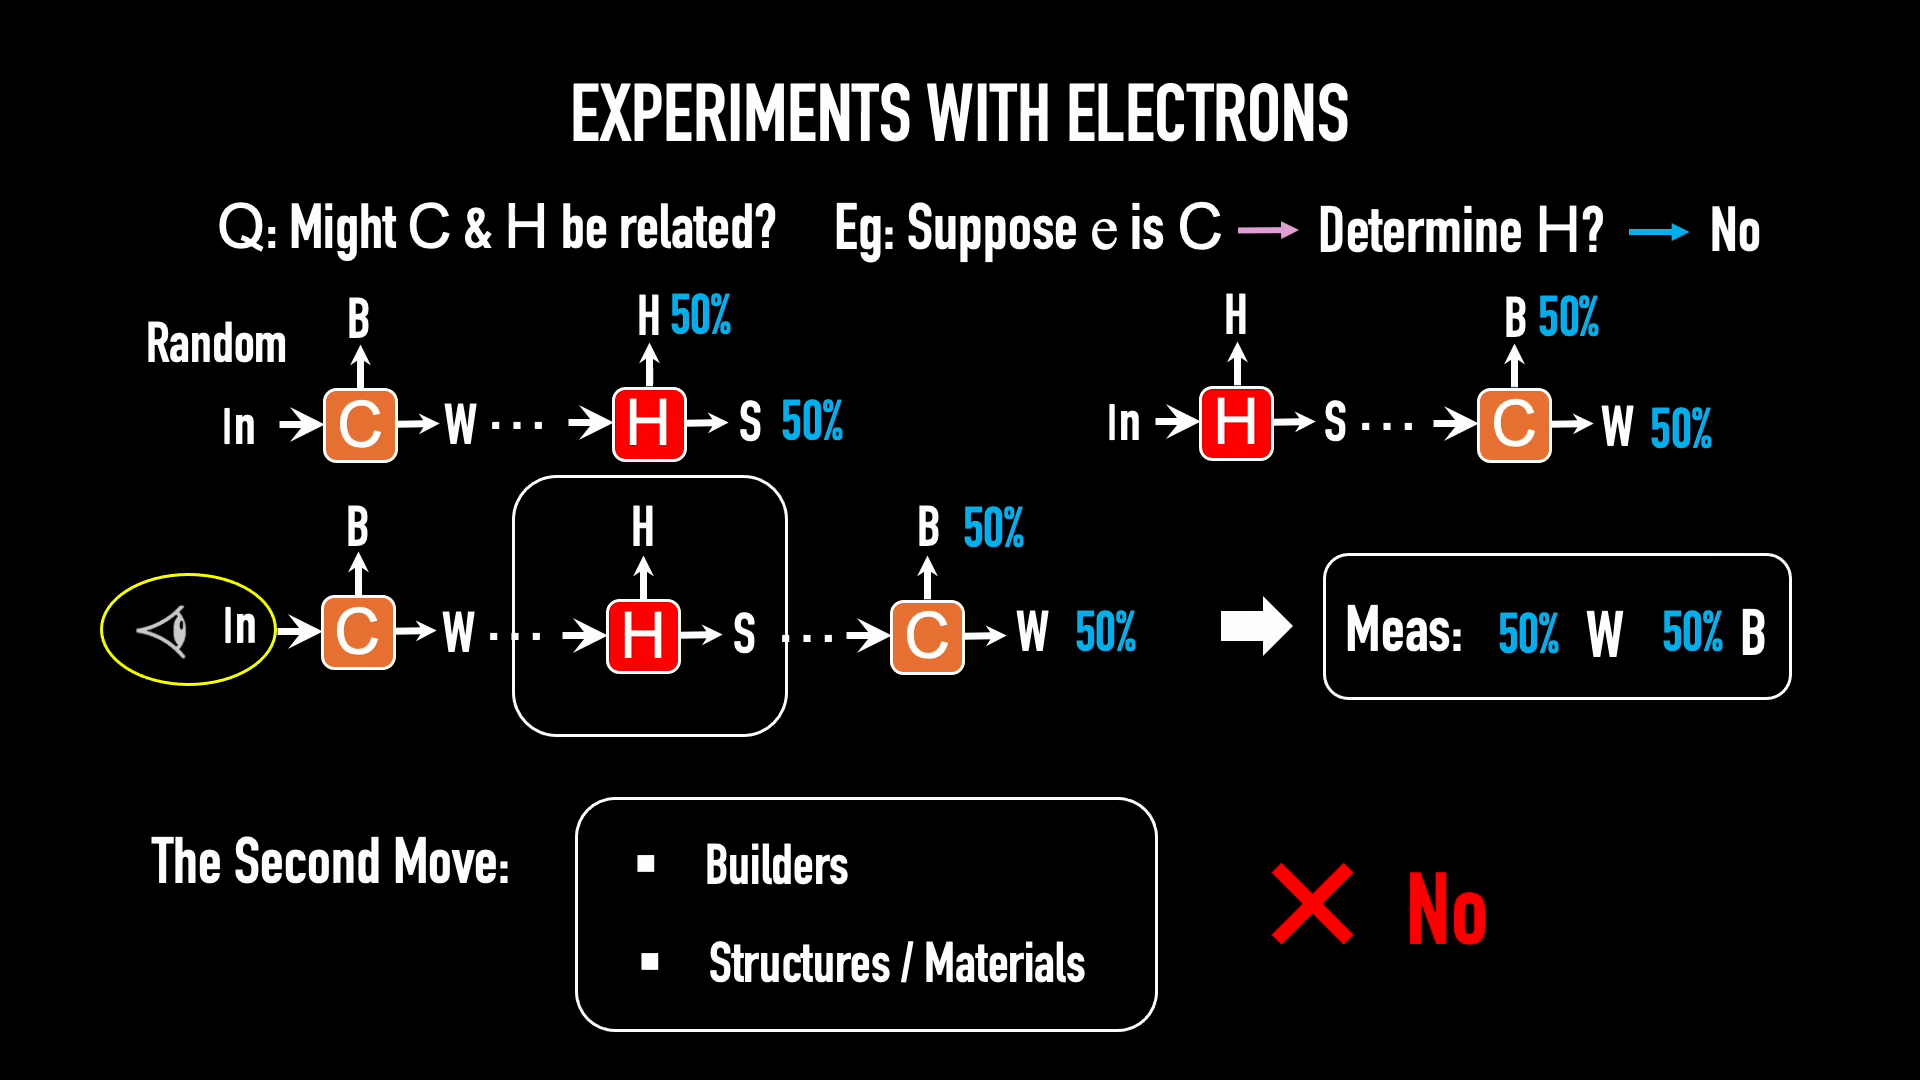 EXPERIMENTS WITH ELECTRONS
Q: Might C & H be related? Eg: Suppose e is C Determine H? No
B H 50% H B 50%
Random
In C W ... H S 50% In H S ... C W 50%
B H B 50%
In C W ... H S ... C W 50% Meas: 50% W 50% B
The Second Move:
▪ Builders
▪ Structures / Materials
No